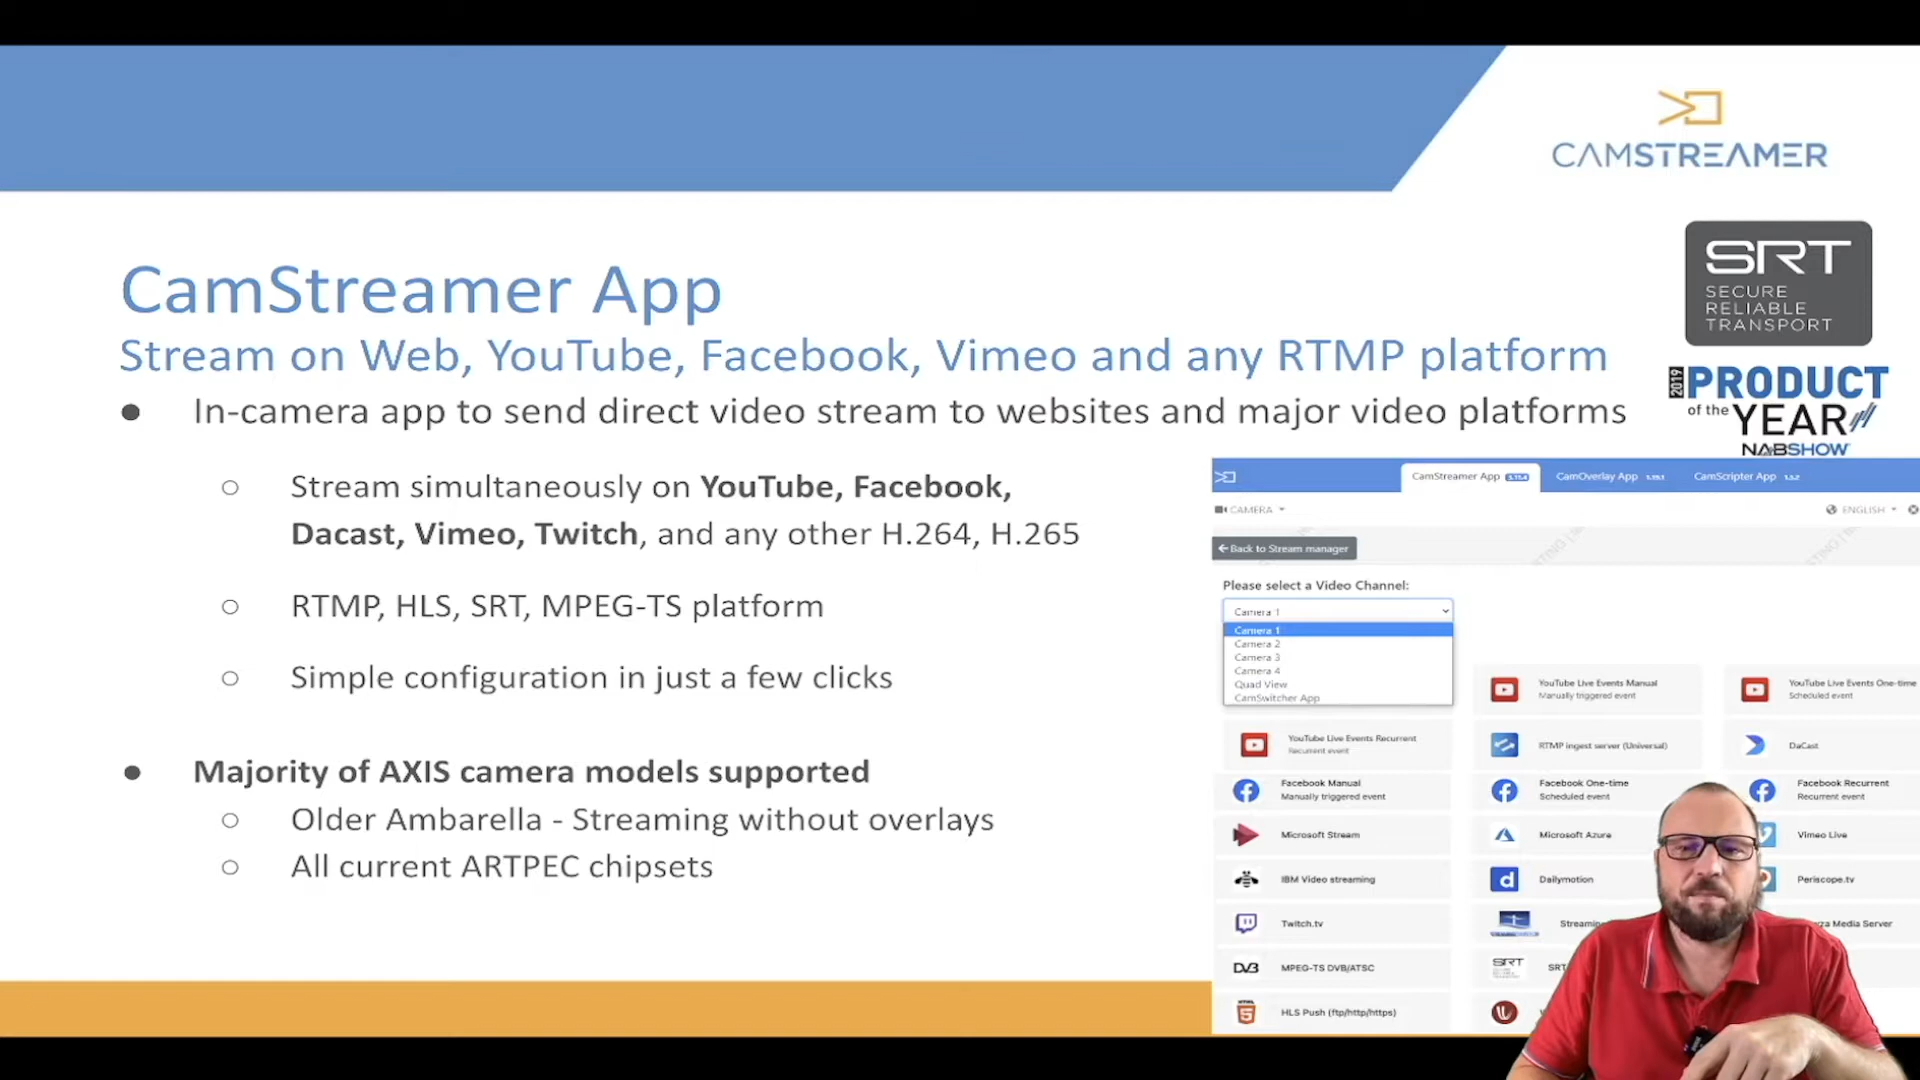 CAMSTREAMER
SRT
SECURE
RELIABLE
TRANSPORT
CamStreamer App
Stream on Web, YouTube, Facebook, Vimeo and any RTMP platform
2019 PRODUCT
of the YEAR
NABSHOW
● In-camera app to send direct video stream to websites and major video platforms
○ Stream simultaneously on YouTube, Facebook,
Dacast, Vimeo, Twitch, and any other H.264, H.265
○ RTMP, HLS, SRT, MPEG-TS platform
○ Simple configuration in just a few clicks
● Majority of AXIS camera models supported
○ Older Ambarella - Streaming without overlays
○ All current ARTPEC chipsets
CamStreamer App CamOverlay App CamScripter App
CAMERA ENGLISH
Back to Stream manager
Please select a Video Channel:
Camera 1
Camera 1
Camera 2
Camera 3
Camera 4
Quad View
CamSwitcher App
YouTube Live Events Manual
Manually triggered event
YouTube Live Events One-time
Scheduled event
YouTube Live Events Recurrent
Recurrent event
RTMP ingest server (Universal)
DaCast
Facebook Manual
Manually triggered event
Facebook One-time
Scheduled event
Facebook Recurrent
Recurrent event
Microsoft Stream
Microsoft Azure
Vimeo Live
IBM Video streaming
Dailymotion
Periscope.tv
Twitch.tv
Media Server
DVB
MPEG-TS DVB/ATSC
SRT
SRT
HTML
5
HLS Push (ftp/http/https)